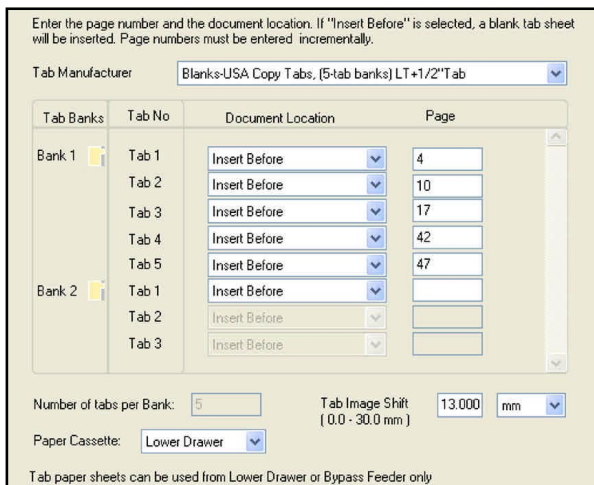 Enter the page number and the document location. If "Insert Before" is selected, a blank tab sheet
will be inserted. Page numbers must be entered incrementally.
Tab Manufacturer Blanks-USA Copy Tabs, (5-tab banks) LT+1/2"Tab
Tab Banks Tab No Document Location Page
Bank 1 Tab 1 Insert Before 4
Tab 2 Insert Before 10
Tab 3 Insert Before 17
Tab 4 Insert Before 42
Tab 5 Insert Before 47
Bank 2 Tab 1 Insert Before
Tab 2 Insert Before
Tab 3 Insert Before
Number of tabs per Bank: 5 Tab Image Shift 13.000 mm
( 0.0 - 30.0 mm )
Paper Cassette: Lower Drawer
Tab paper sheets can be used from Lower Drawer or Bypass Feeder only